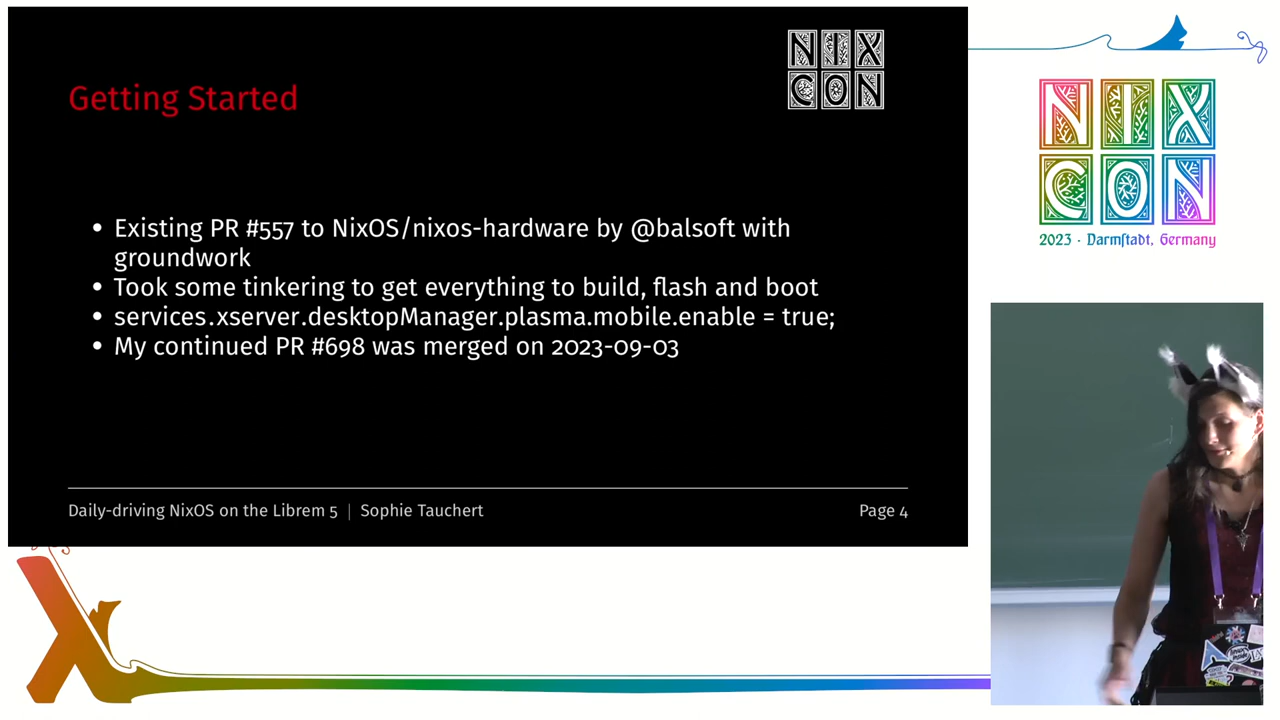 NIX
CON
Getting Started
• Existing PR #557 to NixOS/nixos-hardware by @balsoft with
groundwork
• Took some tinkering to get everything to build, flash and boot
• services.xserver.desktopManager.plasma.mobile.enable = true;
• My continued PR #698 was merged on 2023-09-03
Daily-driving NixOS on the Librem 5 | Sophie Tauchert
Page 4
NIX
CON
2023 · Darmſtadt, Germany